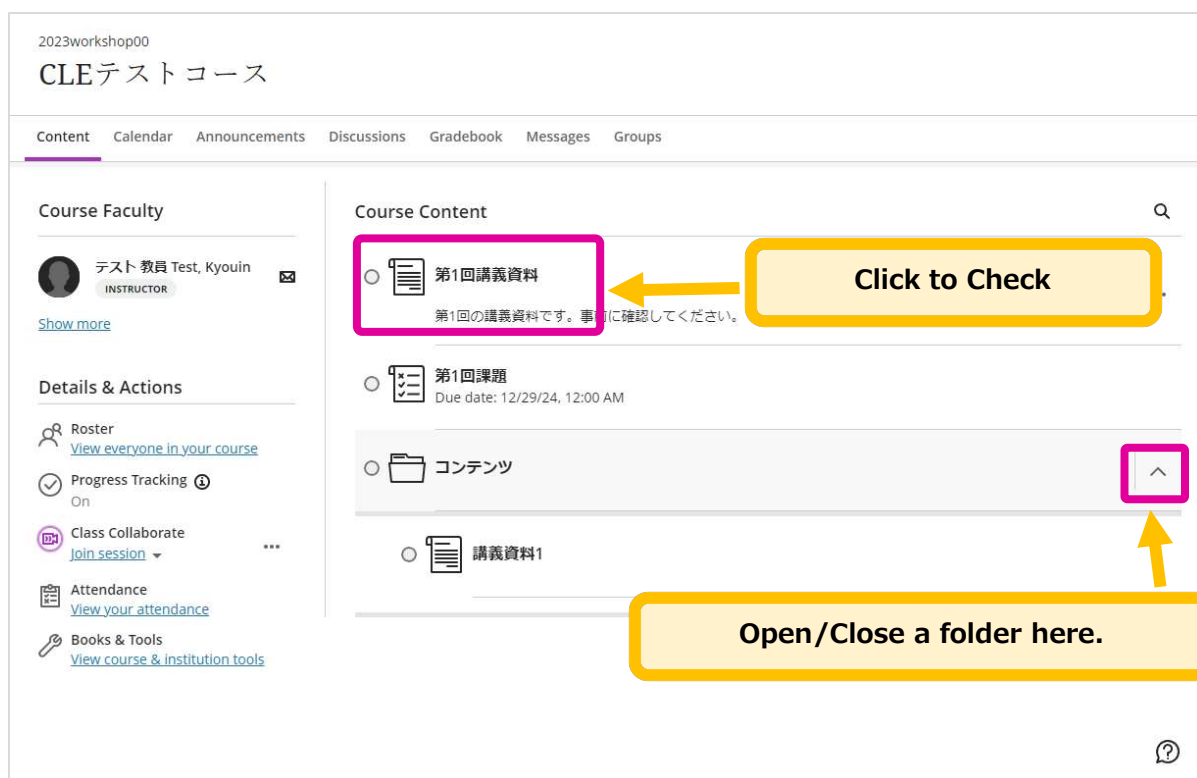 2023workshop00
CLEテストコース
Content Calendar Announcements Discussions Gradebook Messages Groups
Course Faculty
テスト 教員 Test, Kyouin
INSTRUCTOR
Show more
Details & Actions
Roster
View everyone in your course
Progress Tracking
On
Class Collaborate
Join session
Attendance
View your attendance
Books & Tools
View course & institution tools
Course Content
第1回講義資料
第1回の講義資料です。事前に確認してください。
Click to Check
第1回課題
Due date: 12/29/24, 12:00 AM
コンテンツ
講義資料1
Open/Close a folder here.